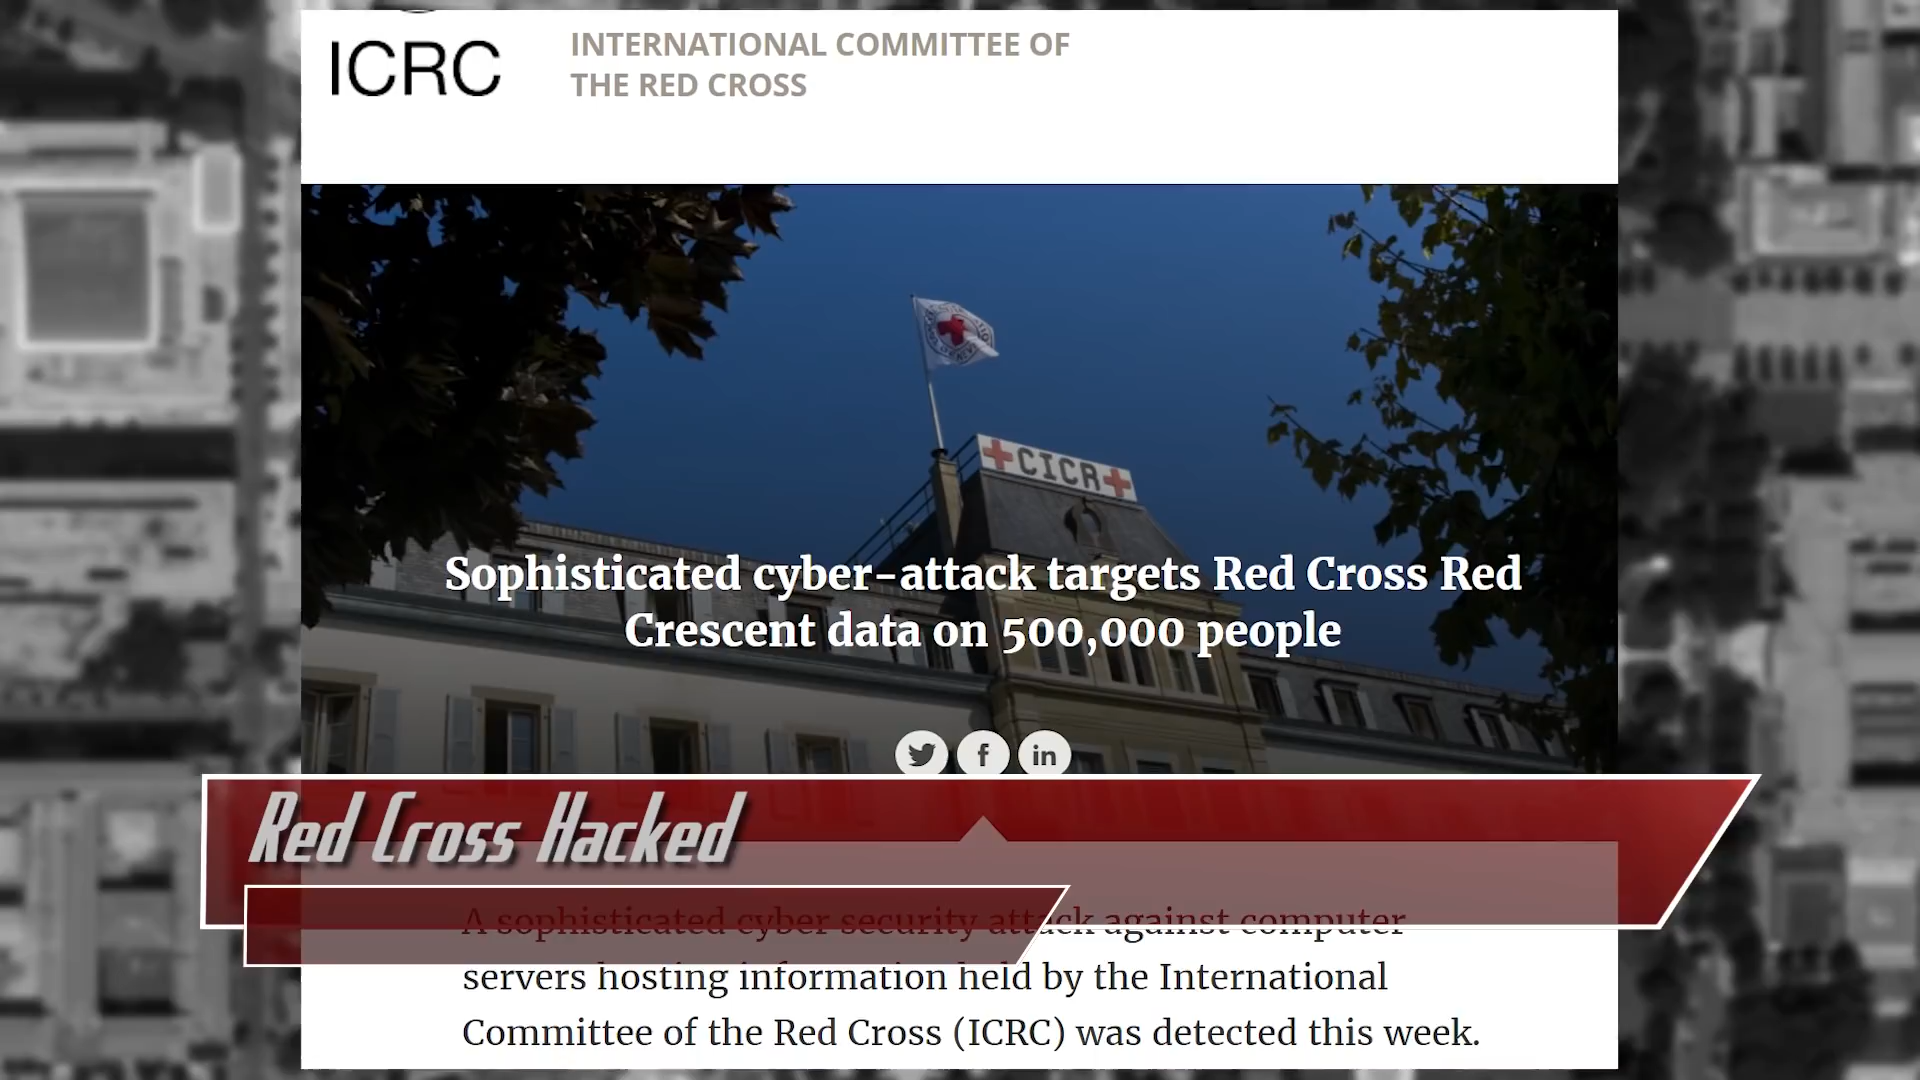 ICRC
INTERNATIONAL COMMITTEE OF
THE RED CROSS
+CICR+
Sophisticated cyber-attack targets Red Cross Red
Crescent data on 500,000 people
Red Cross Hacked
A sophisticated cyber security attack against computer
servers hosting information held by the International
Committee of the Red Cross (ICRC) was detected this week.